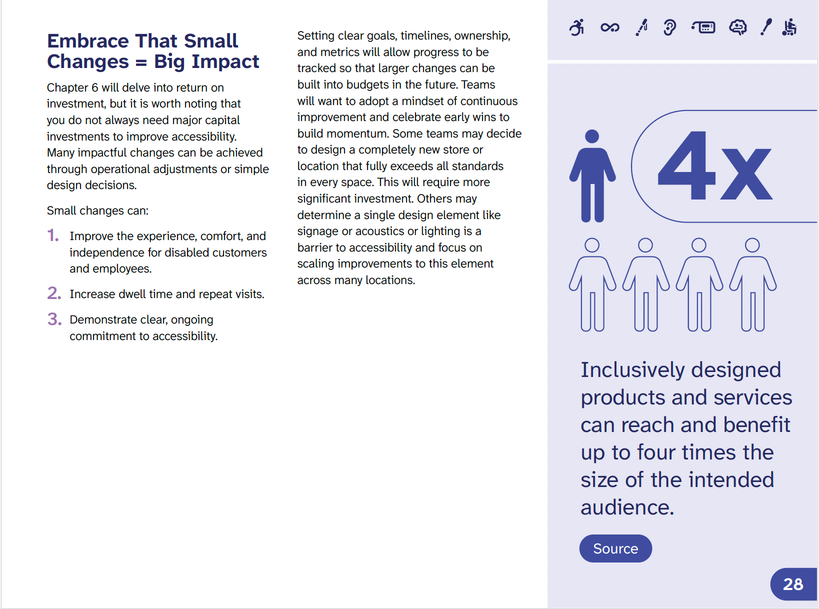 Embrace That Small
Changes = Big Impact
Chapter 6 will delve into return on
investment, but it is worth noting that
you do not always need major capital
investments to improve accessibility.
Many impactful changes can be achieved
through operational adjustments or simple
design decisions.
Small changes can:
1. Improve the experience, comfort, and
independence for disabled customers
and employees.
2. Increase dwell time and repeat visits.
3. Demonstrate clear, ongoing
commitment to accessibility.
Setting clear goals, timelines, ownership,
and metrics will allow progress to be
tracked so that larger changes can be
built into budgets in the future. Teams
will want to adopt a mindset of continuous
improvement and celebrate early wins to
build momentum. Some teams may decide
to design a completely new store or
location that fully exceeds all standards
in every space. This will require more
significant investment. Others may
determine a single design element like
signage or acoustics or lighting is a
barrier to accessibility and focus on
scaling improvements to this element
across many locations.
4x
Inclusively designed
products and services
can reach and benefit
up to four times the
size of the intended
audience.
Source
28